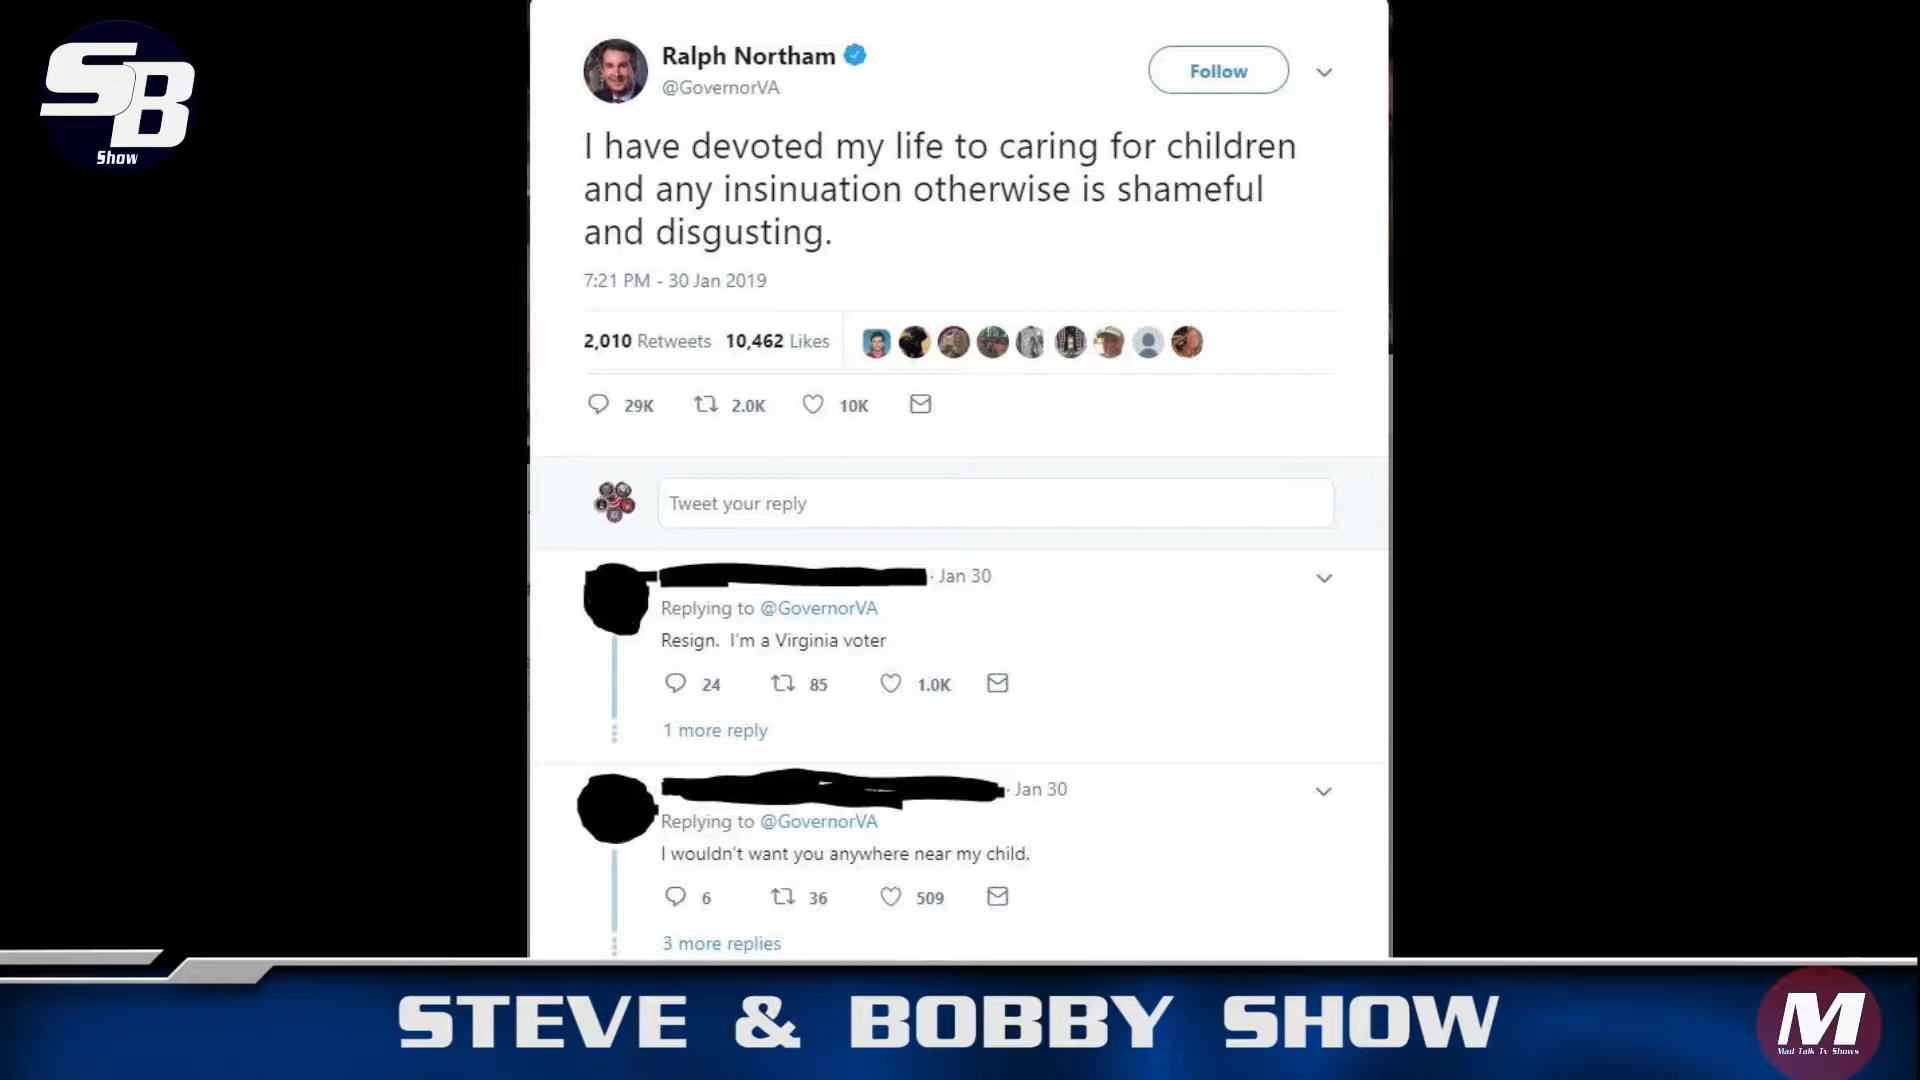 SB
Show
Ralph Northam
@GovernorVA
Follow
I have devoted my life to caring for children
and any insinuation otherwise is shameful
and disgusting.
7:21 PM - 30 Jan 2019
2,010 Retweets 10,462 Likes
29K 2.0K 10K
Tweet your reply
· Jan 30
Replying to @GovernorVA
Resign. I'm a Virginia voter
24 85 1.0K
1 more reply
· Jan 30
Replying to @GovernorVA
I wouldn't want you anywhere near my child.
6 36 509
3 more replies
STEVE & BOBBY SHOW
M
Mad Talk Tv Shows